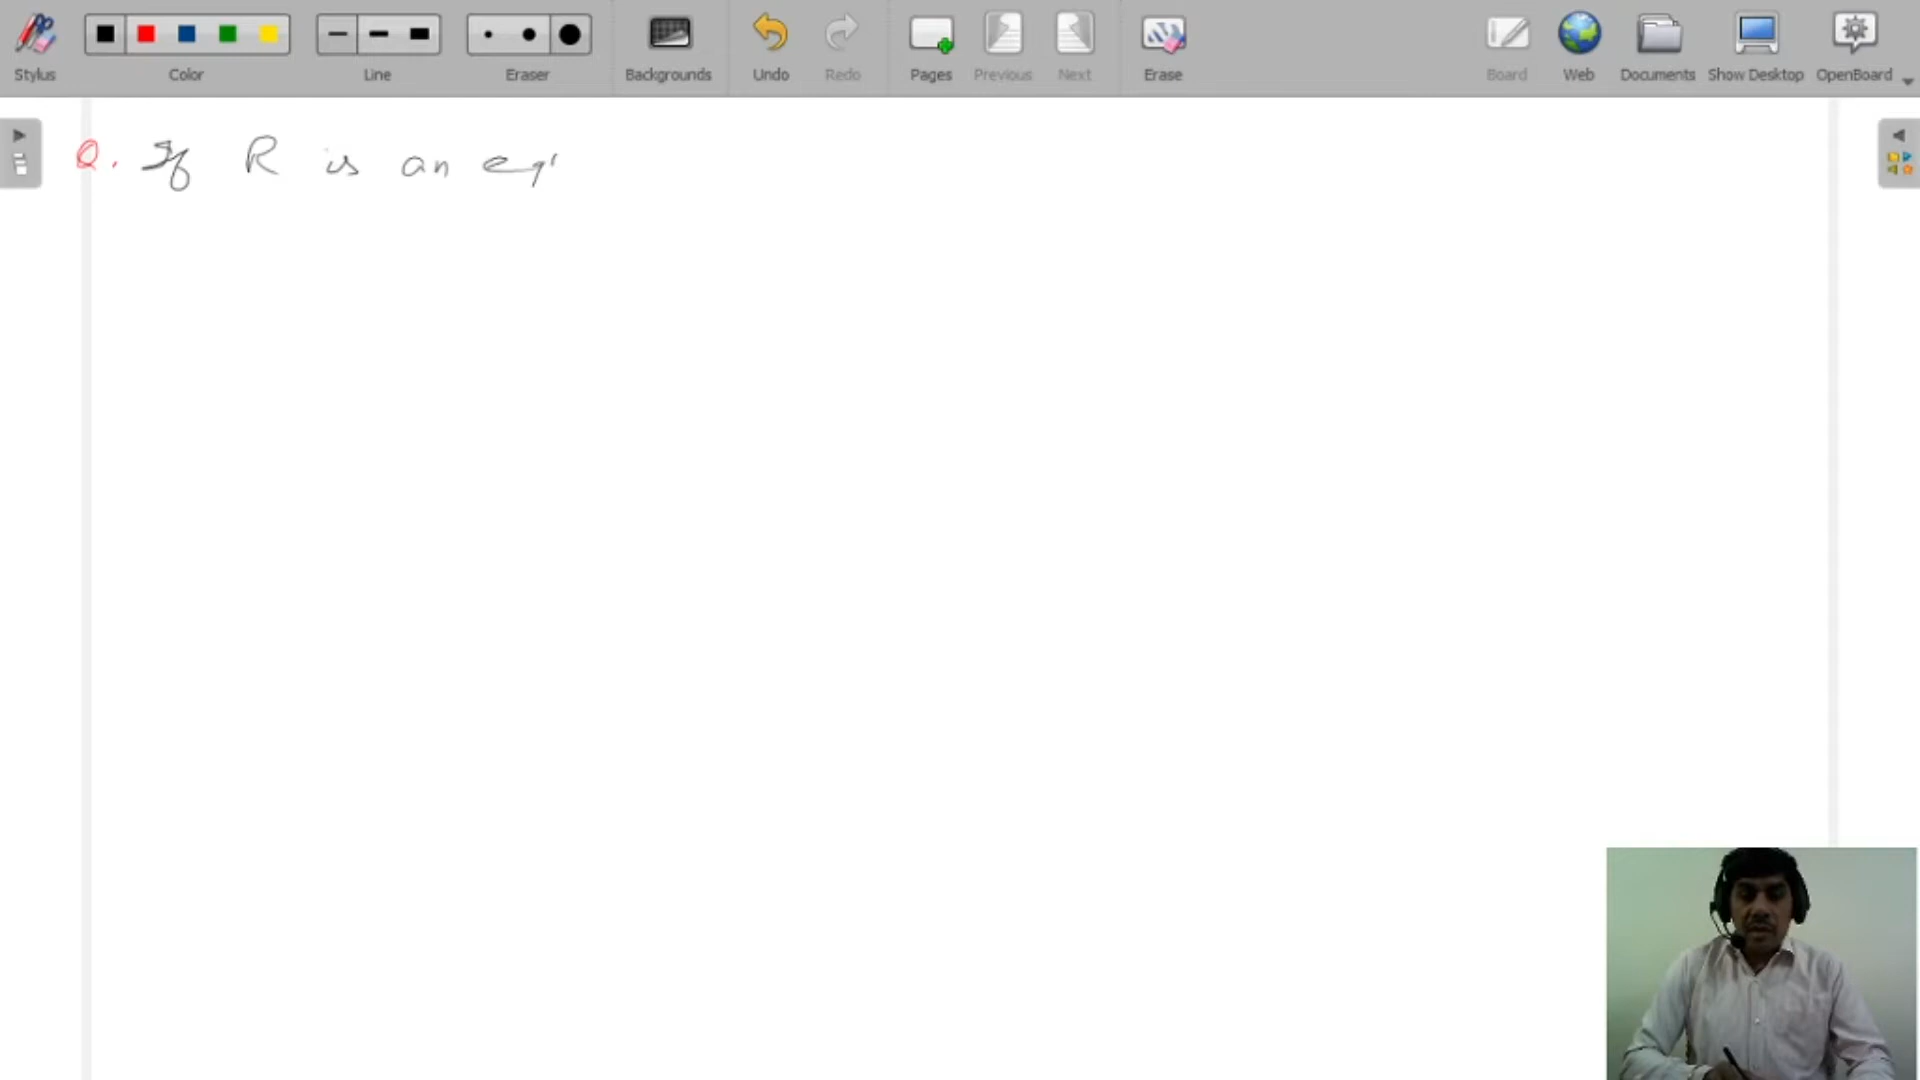 Stylus Color Line Eraser Backgrounds Undo Redo Pages Previous Next Erase Board Web Documents Show Desktop OpenBoard
Q. If R is an equ